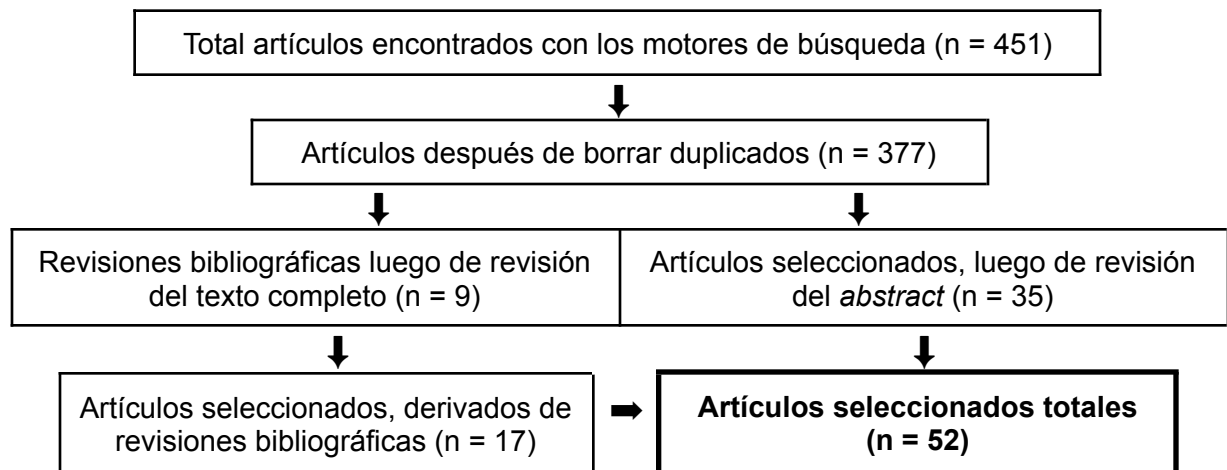 Total artículos encontrados con los motores de búsqueda (n = 451)
Artículos después de borrar duplicados (n = 377)
Revisiones bibliográficas luego de revisión
del texto completo (n = 9)
Artículos seleccionados, luego de revisión
del abstract (n = 35)
Artículos seleccionados, derivados de
revisiones bibliográficas (n = 17)
Artículos seleccionados totales
(n = 52)